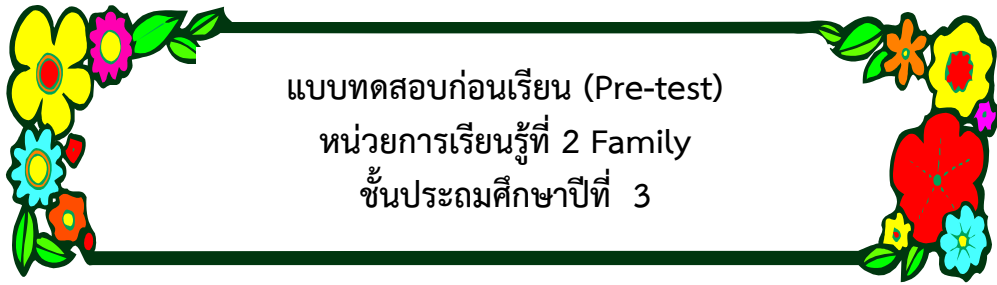 แบบทดสอบก่อนเรียน (Pre-test)
หน่วยการเรียนรู้ที่ 2 Family
ชั้นประถมศึกษาปีที่ 3